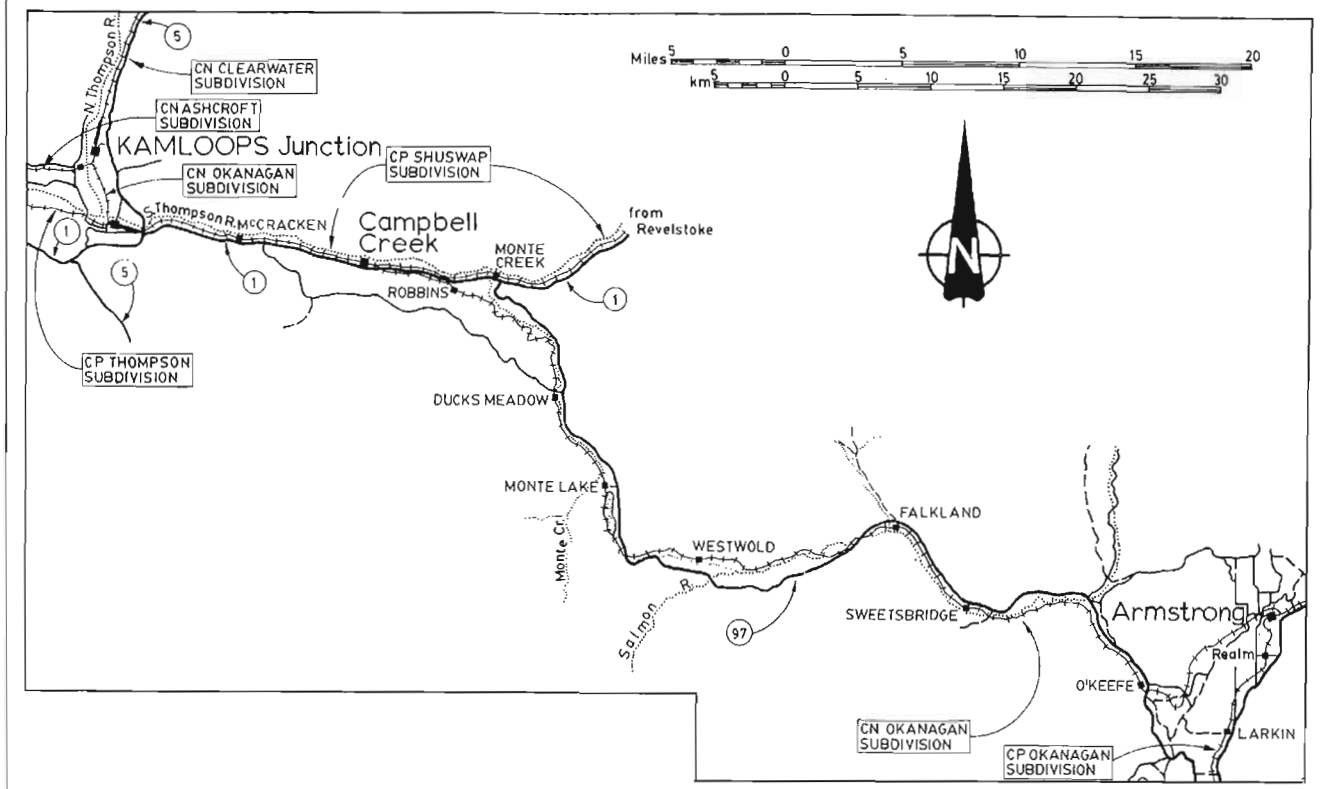 5
N. Thompson R.
CN CLEARWATER
SUBDIVISION
Miles 5 0 5 10 15 20
km 5 0 5 10 15 20 25 30
CN ASHCROFT
SUBDIVISION
KAMLOOPS Junction
CN OKANAGAN
SUBDIVISION
CP SHUSWAP
SUBDIVISION
from
Revelstoke
S. Thompson R.
McCRACKEN
Campbell
Creek
MONTE
CREEK
N
1
5
1
ROBBINS
1
CP THOMPSON
SUBDIVISION
DUCKS MEADOW
MONTE LAKE
Monte Cr.
FALKLAND
WESTWOLD
Salmon R.
97
SWEETSBRIDGE
Armstrong
Realm
O'KEEFE
CN OKANAGAN
SUBDIVISION
LARKIN
CP OKANAGAN
SUBDIVISION